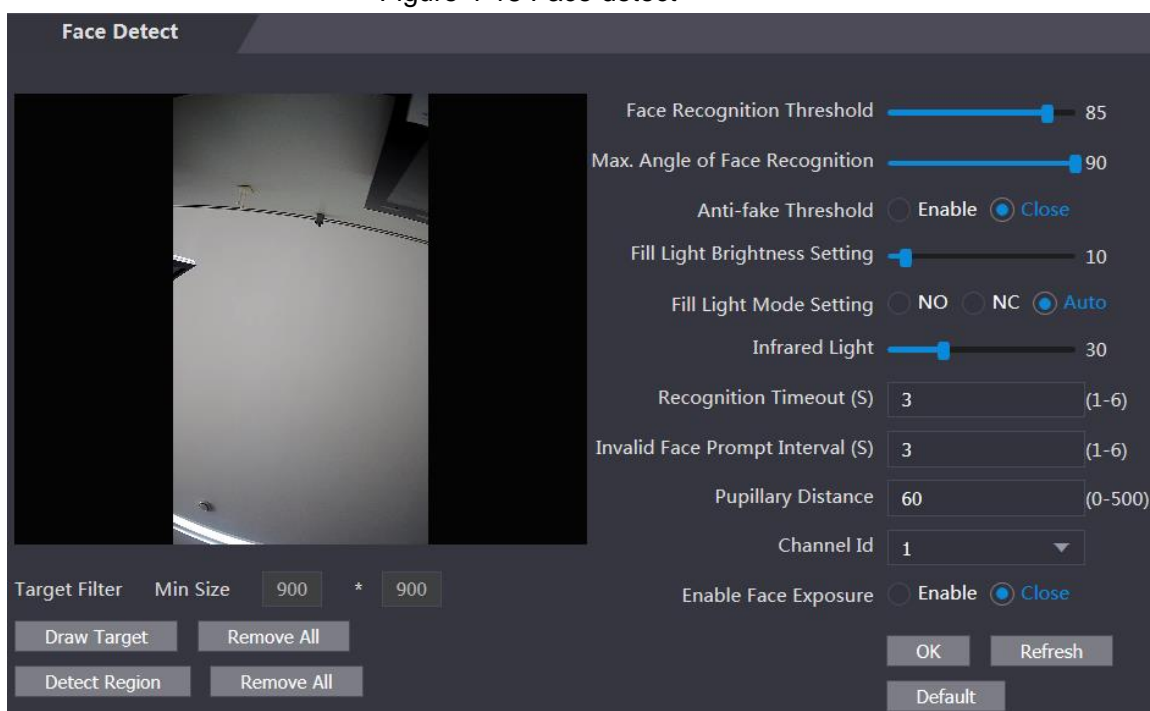 Face Detect
Face Recognition Threshold 85
Max. Angle of Face Recognition 90
Anti-fake Threshold Enable Close
Fill Light Brightness Setting 10
Fill Light Mode Setting NO NC Auto
Infrared Light 30
Recognition Timeout (S) 3 (1-6)
Invalid Face Prompt Interval (S) 3 (1-6)
Pupillary Distance 60 (0-500)
Channel Id 1
Enable Face Exposure Enable Close
OK Refresh
Default
Target Filter Min Size 900 * 900
Draw Target Remove All
Detect Region Remove All